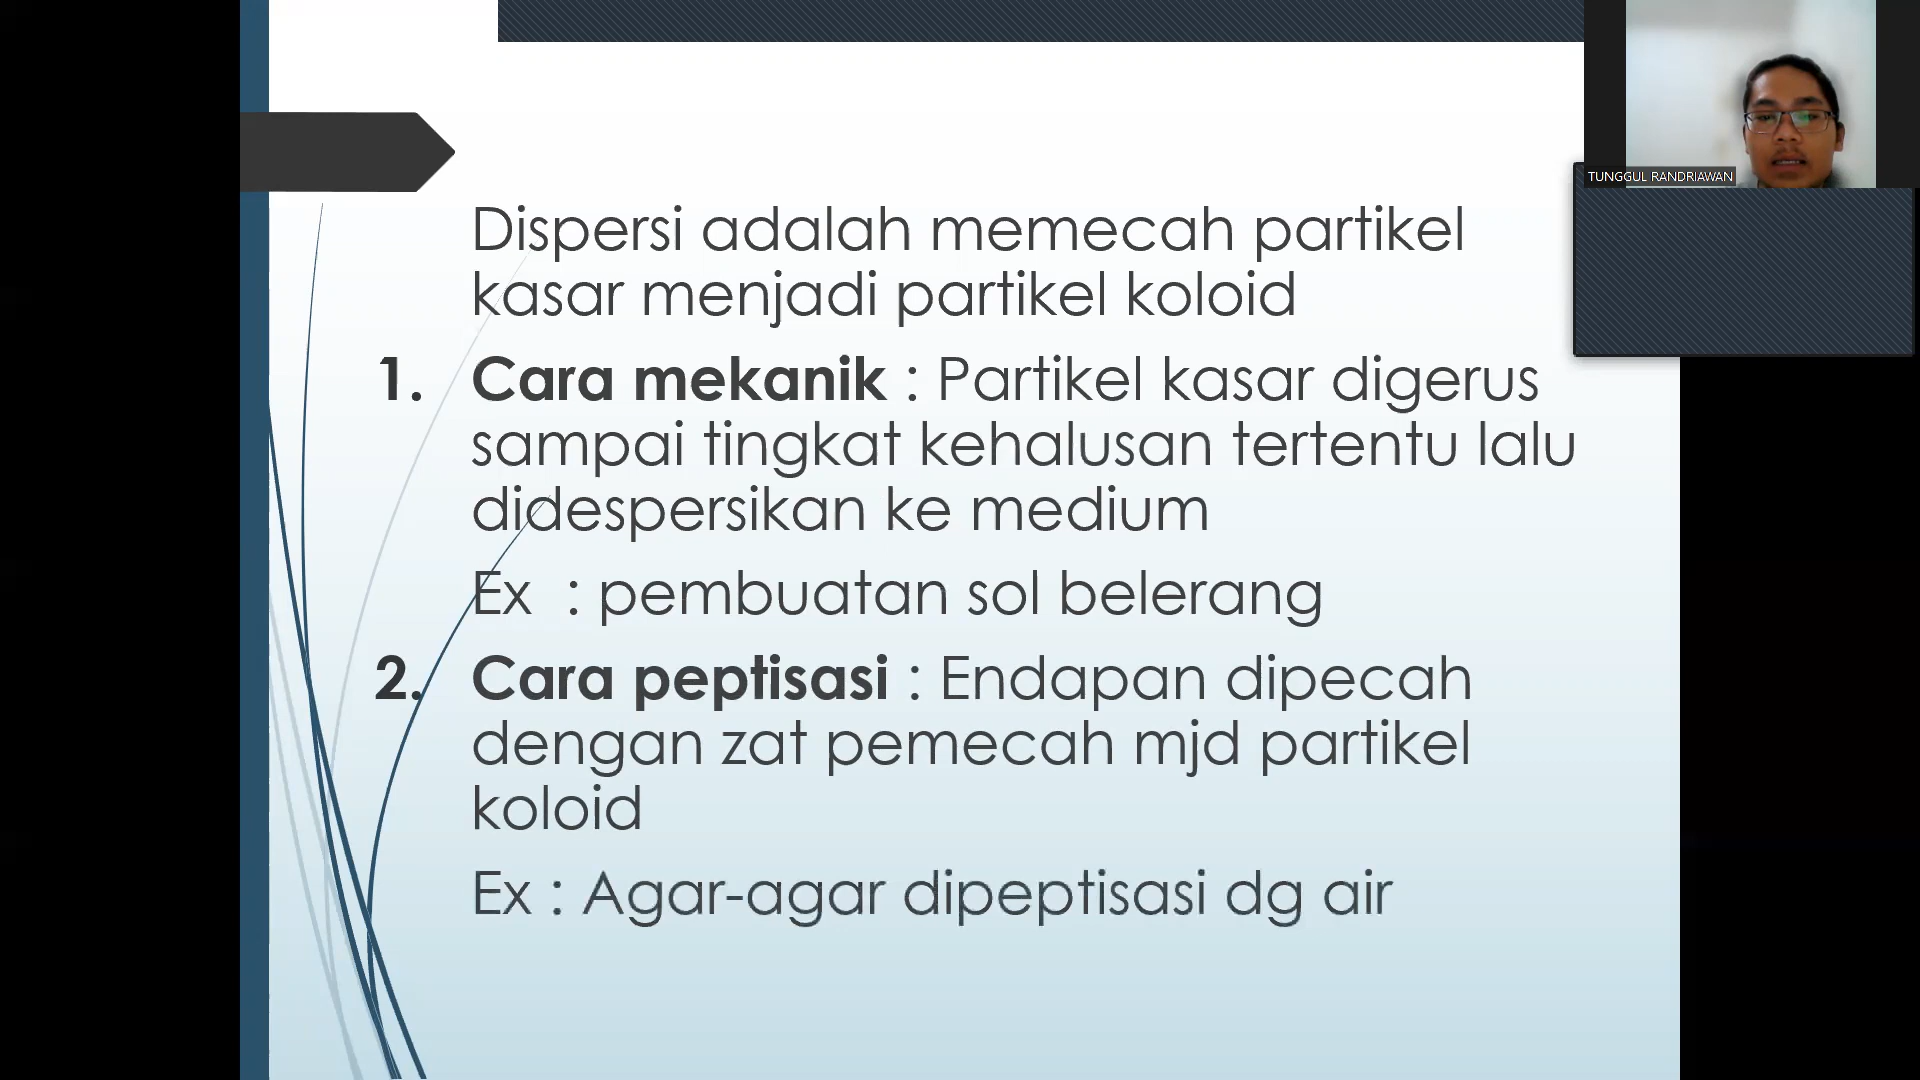 TUNGGUL RANDRIAWAN
Dispersi adalah memecah partikel
kasar menjadi partikel koloid
1. Cara mekanik : Partikel kasar digerus
sampai tingkat kehalusan tertentu lalu
didespersikan ke medium
Ex : pembuatan sol belerang
2. Cara peptisasi : Endapan dipecah
dengan zat pemecah mjd partikel
koloid
Ex : Agar-agar dipeptisasi dg air